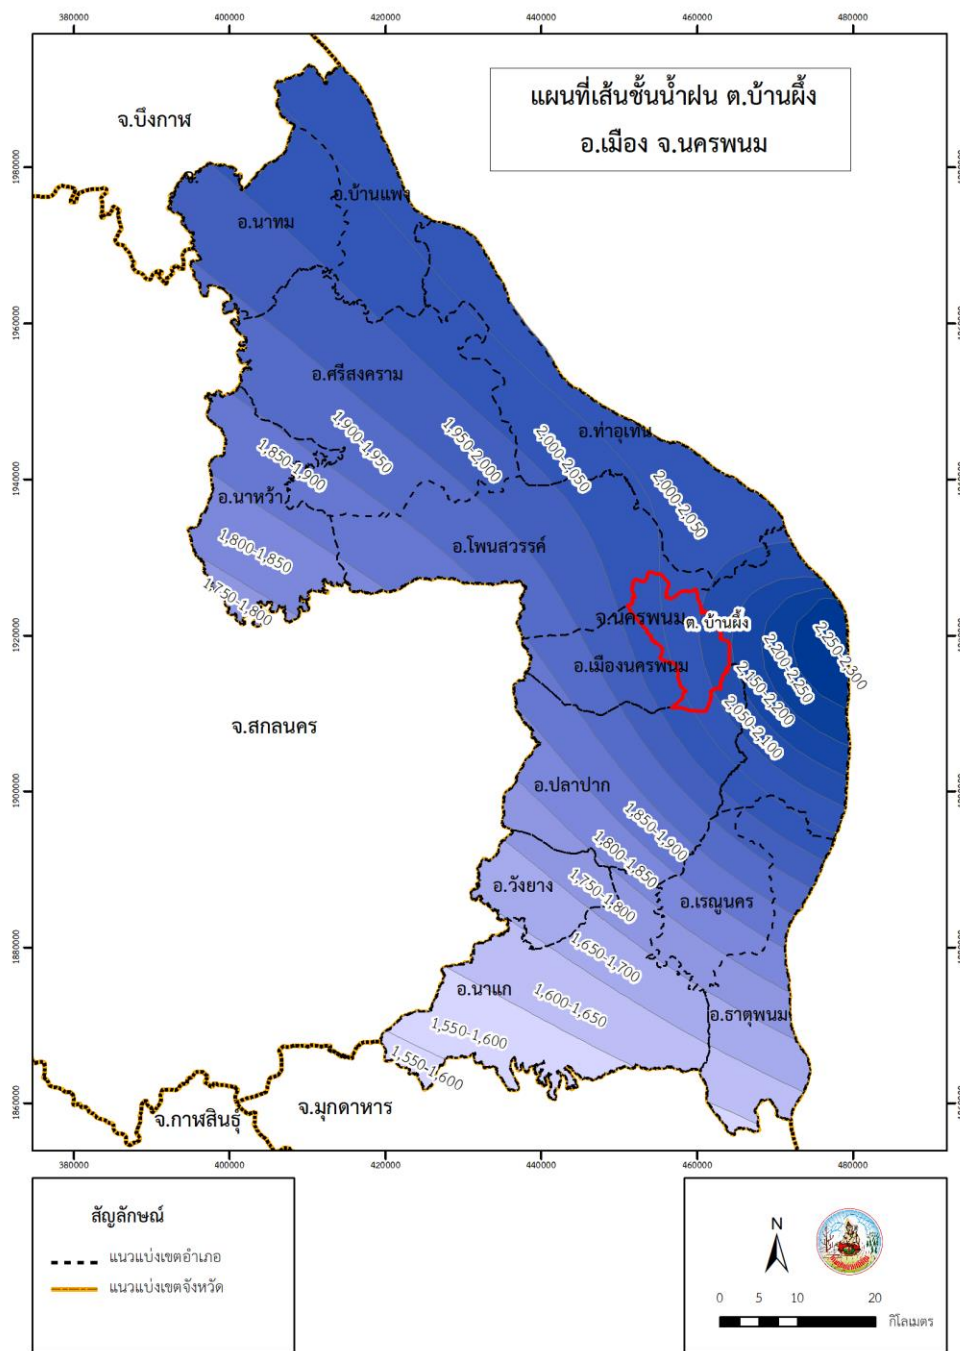 380000 400000 420000 440000 460000 480000
แผนที่เส้นชั้นน้ำฝน ต.บ้านผึ้ง
อ.เมือง จ.นครพนม
จ.บึงกาฬ
1980000
จ.
อ.บ้านแพง
อ.นาทม
1960000
อ.ศรีสงคราม
1,900-1,950
1,950-2,000
2,000-2,050
อ.ท่าอุเทน
1,850-1,900
1940000
อ.นาหว้า
2,000-2,050
1,800-1,850
อ.โพนสวรรค์
1,750-1,800
จ.นครพนม
ต. บ้านผึ้ง
1920000
อ.เมืองนครพนม
2,250-2,300
2,200-2,250
2,150-2,200
2,050-2,100
จ.สกลนคร
1900000
อ.ปลาปาก
1,850-1,900
1,800-1,850
อ.วังยาง
1,750-1,800
อ.เรณูนคร
1880000
1,650-1,700
อ.นาแก
1,600-1,650
อ.ธาตุพนม
1,550-1,600
1,550-1,600
1860000
จ.มุกดาหาร
จ.กาฬสินธุ์
380000 400000 420000 440000 460000 480000
สัญลักษณ์
แนวแบ่งเขตอำเภอ
แนวแบ่งเขตจังหวัด
N
0 5 10 20
กิโลเมตร